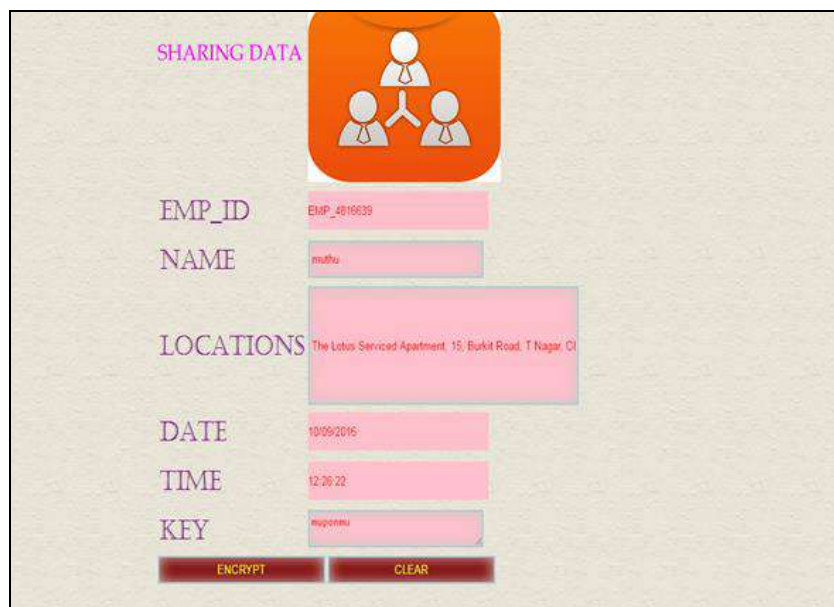 SHARING DATA
EMP_ID EMP_4816639
NAME muthu
LOCATIONS The Lotus Serviced Apartment, 15, Burkit Road, T Nagar, Cl
DATE 10/09/2016
TIME 12:26:22
KEY muponmu
ENCRYPT CLEAR